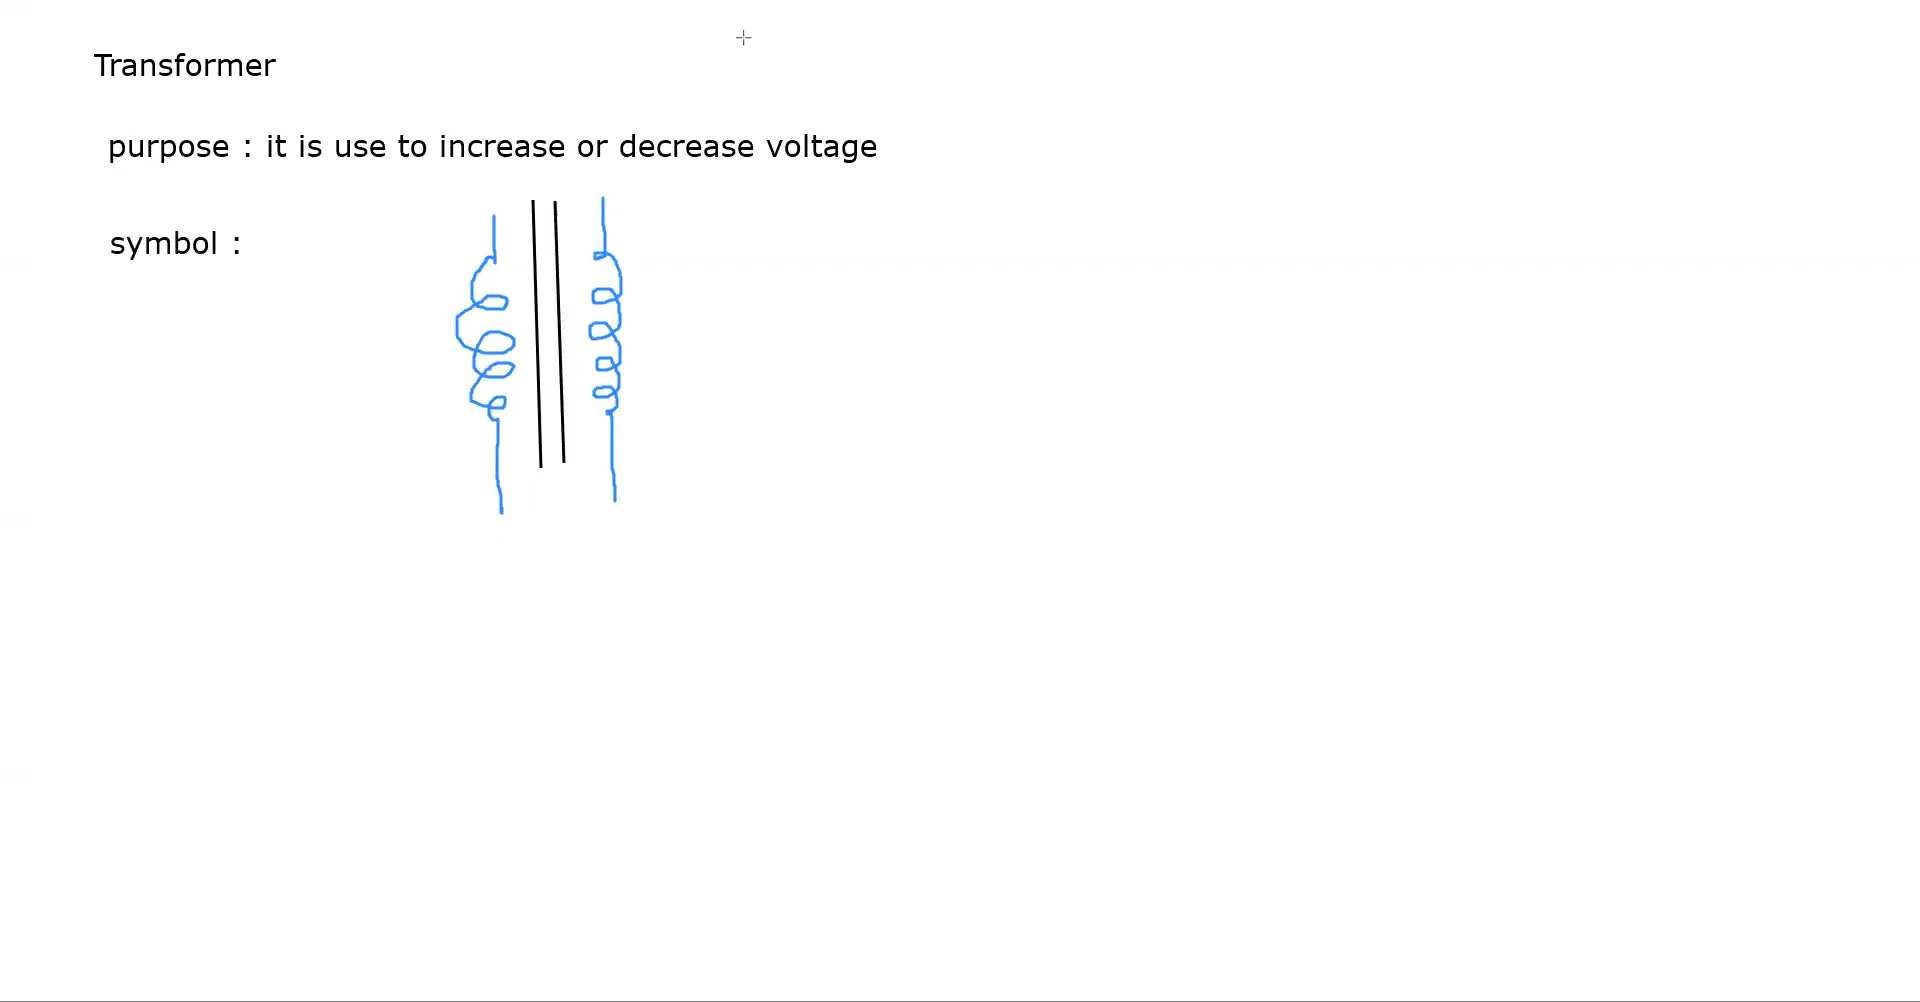 Transformer
purpose : it is use to increase or decrease voltage
symbol :